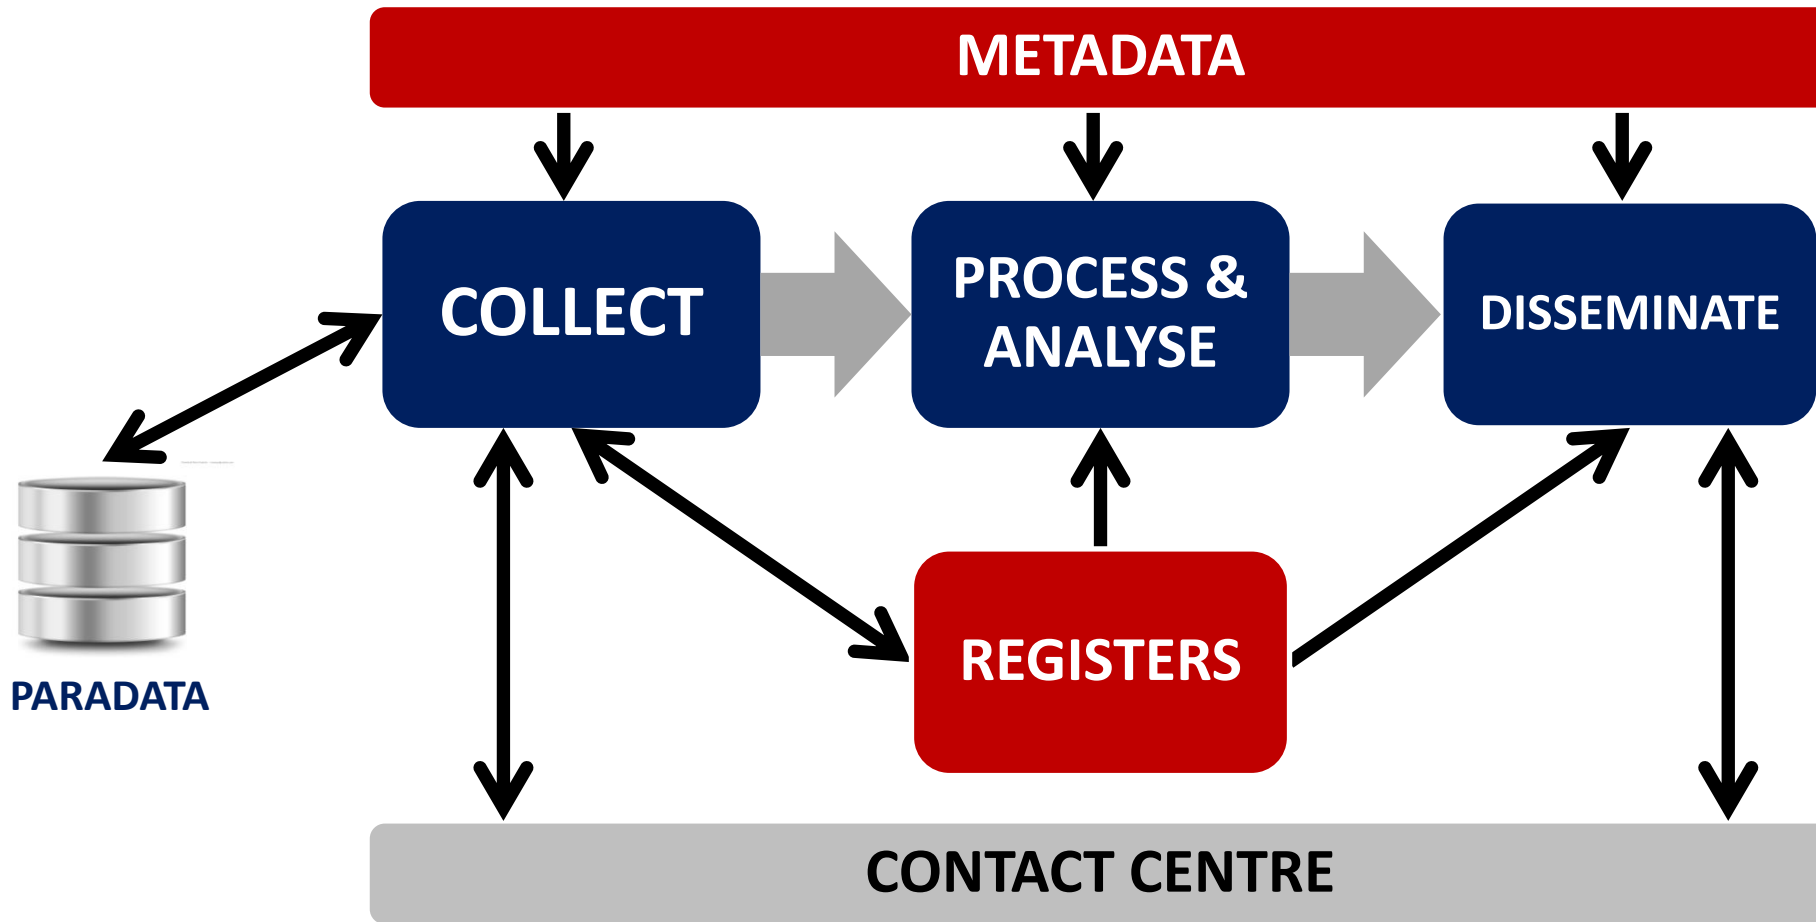 METADATA
COLLECT
PROCESS &
ANALYSE
DISSEMINATE
PARADATA
REGISTERS
CONTACT CENTRE